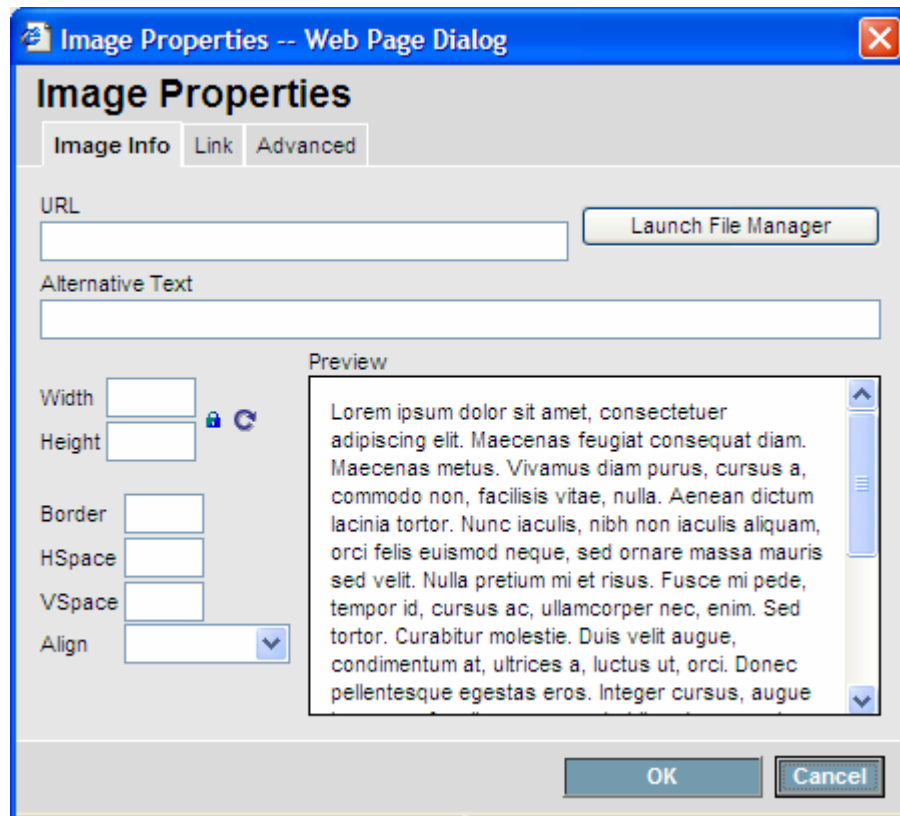 Image Properties -- Web Page Dialog
Image Properties
Image Info Link Advanced
URL
Launch File Manager
Alternative Text
Preview
Width
Height
Border
HSpace
VSpace
Align
Lorem ipsum dolor sit amet, consectetuer
adipiscing elit. Maecenas feugiat consequat diam.
Maecenas metus. Vivamus diam purus, cursus a,
commodo non, facilisis vitae, nulla. Aenean dictum
lacinia tortor. Nunc iaculis, nibh non iaculis aliquam,
orci felis euismod neque, sed ornare massa mauris
sed velit. Nulla pretium mi et risus. Fusce mi pede,
tempor id, cursus ac, ullamcorper nec, enim. Sed
tortor. Curabitur molestie. Duis velit augue,
condimentum at, ultrices a, luctus ut, orci. Donec
pellentesque egestas eros. Integer cursus, augue
OK Cancel